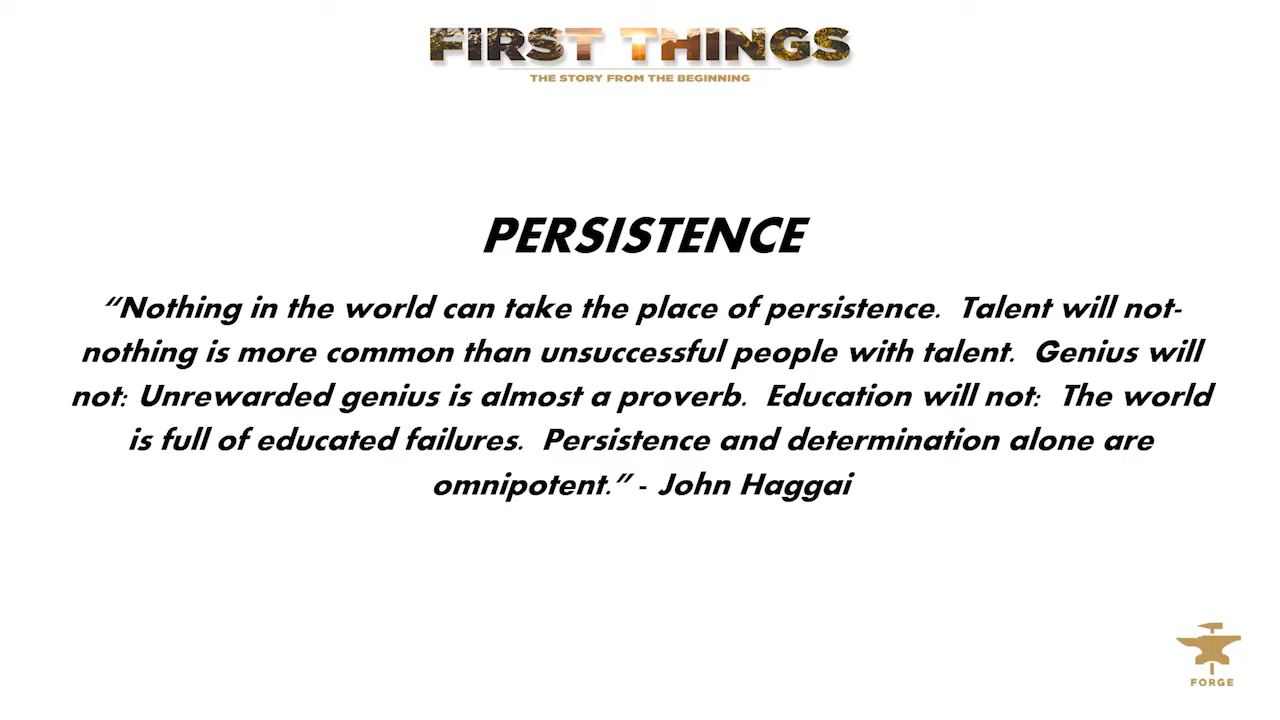 FIRST THINGS
THE STORY FROM THE BEGINNING
PERSISTENCE
“Nothing in the world can take the place of persistence.  Talent will not-
nothing is more common than unsuccessful people with talent.  Genius will
not: Unrewarded genius is almost a proverb.  Education will not:  The world
is full of educated failures.  Persistence and determination alone are
omnipotent.” - John Haggai
FORGE